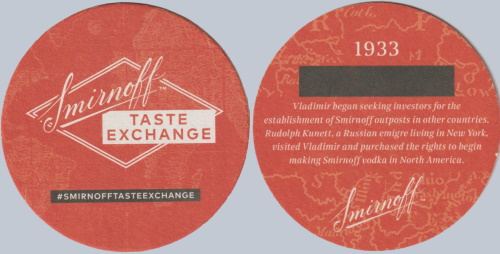 Smirnoff™
TASTE
EXCHANGE
#SMIRNOFFTASTEEXCHANGE
1933
Vladimir began seeking investors for the
establishment of Smirnoff outposts in other countries.
Rudolph Kunett, a Russian emigre living in New York,
visited Vladimir and purchased the rights to begin
making Smirnoff vodka in North America.
Smirnoff